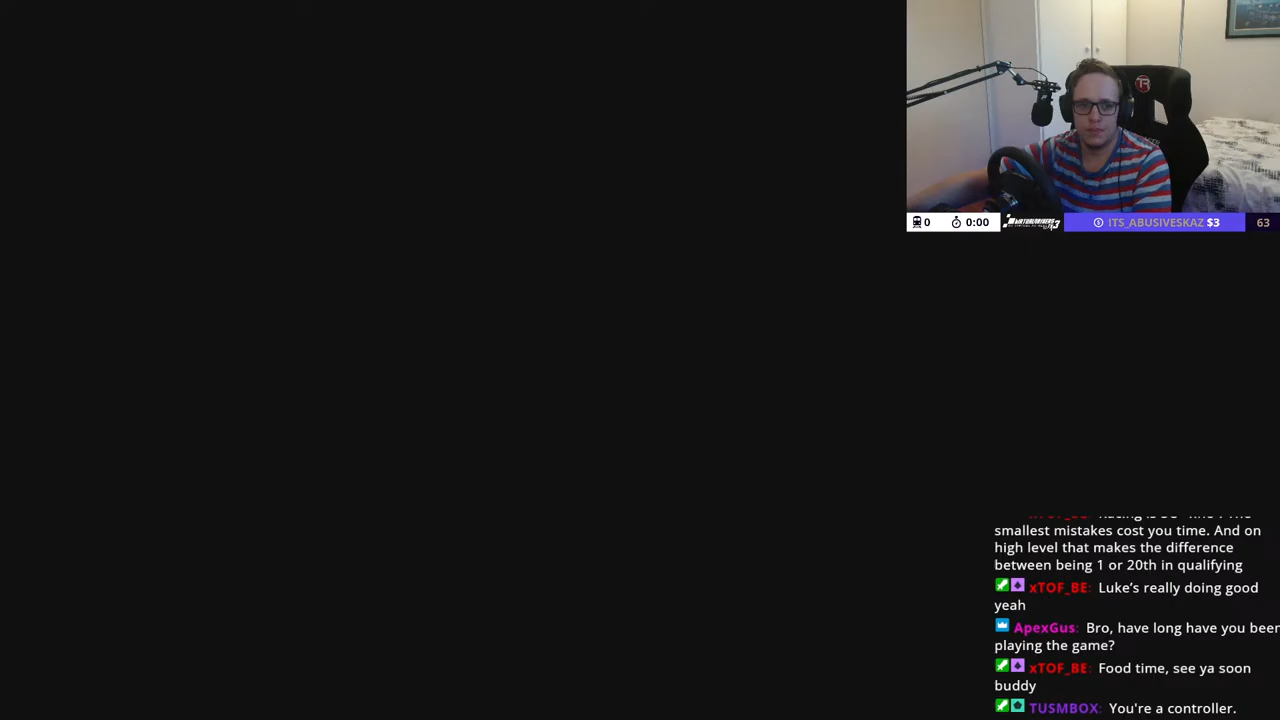 0
0:00
ITS_ABUSIVESKAZ $3
63
smallest mistakes cost you time. And on
high level that makes the difference
between being 1 or 20th in qualifying
xTOF_BE: Luke's really doing good
yeah
ApexGus: Bro, have long have you been
playing the game?
xTOF_BE: Food time, see ya soon
buddy
TUSMBOX: You're a controller.